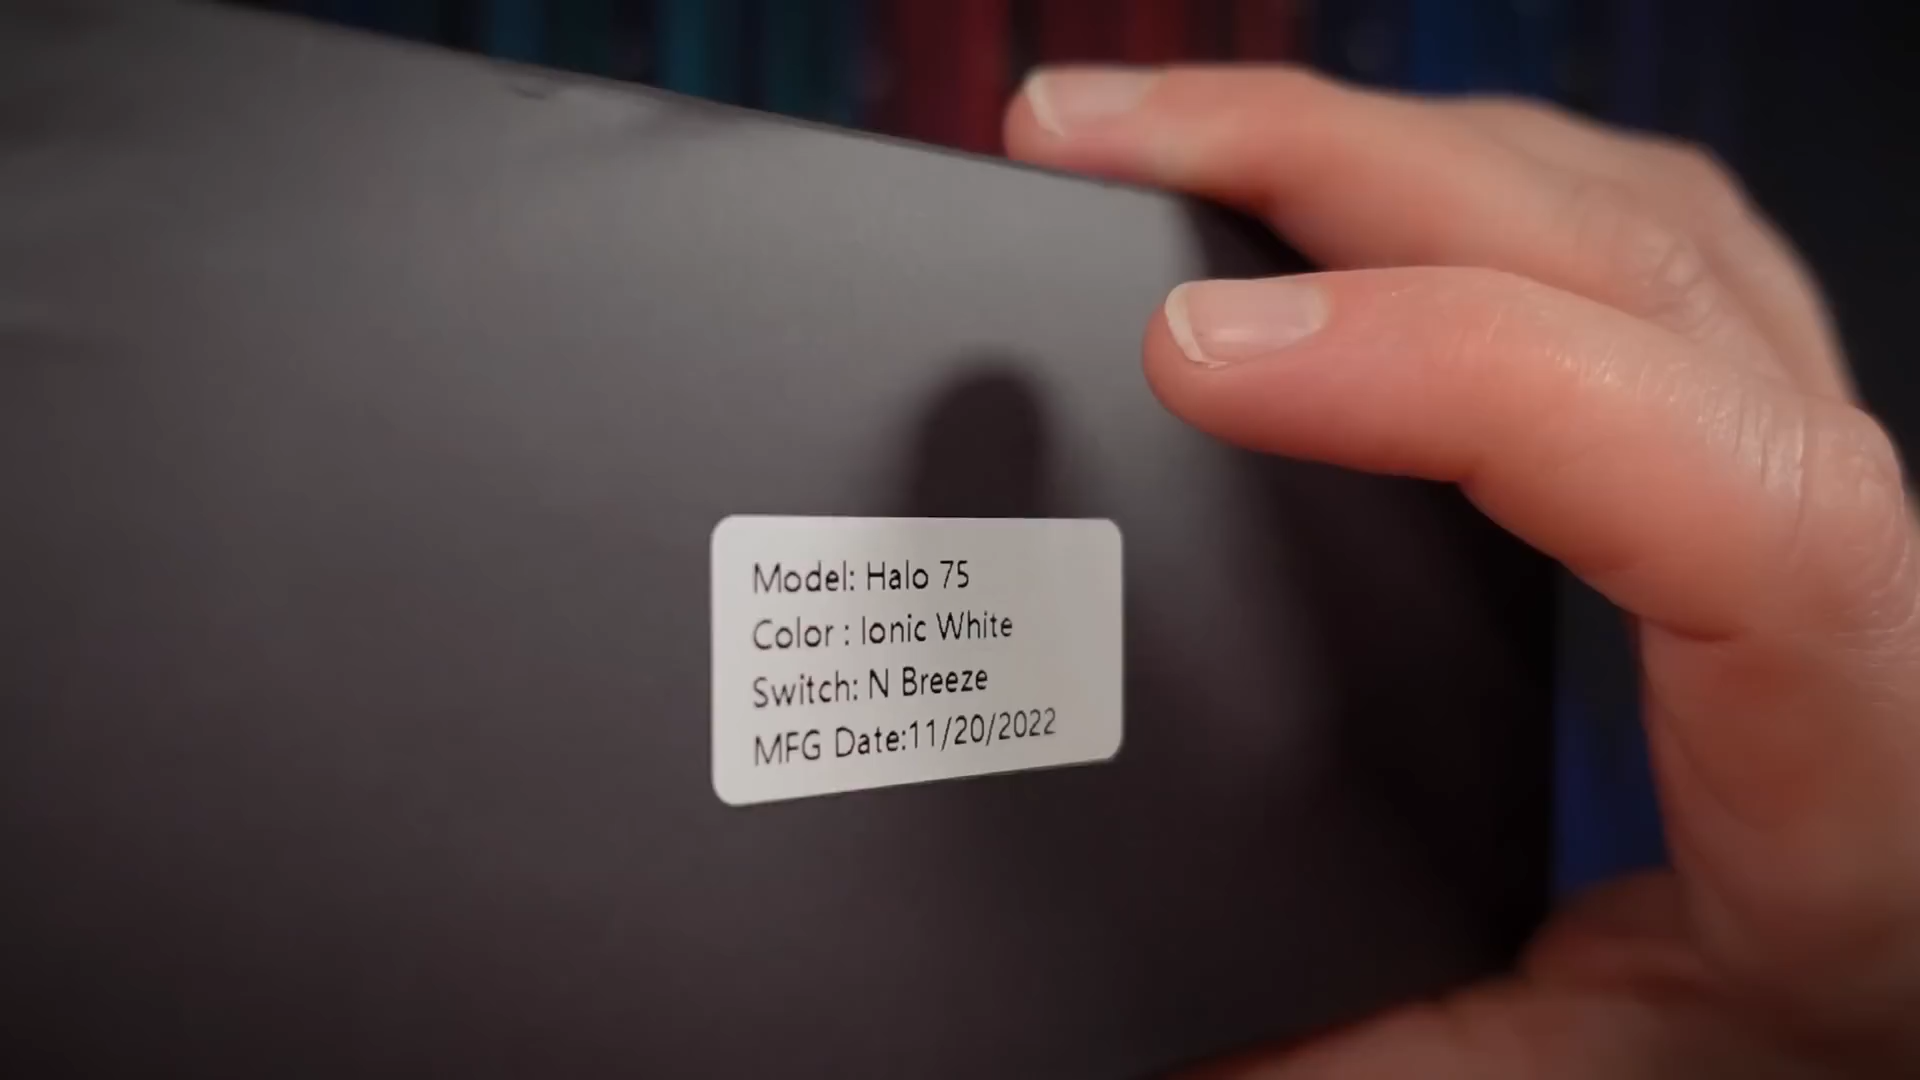 Model: Halo 75
Color : Ionic White
Switch: N Breeze
MFG Date:11/20/2022